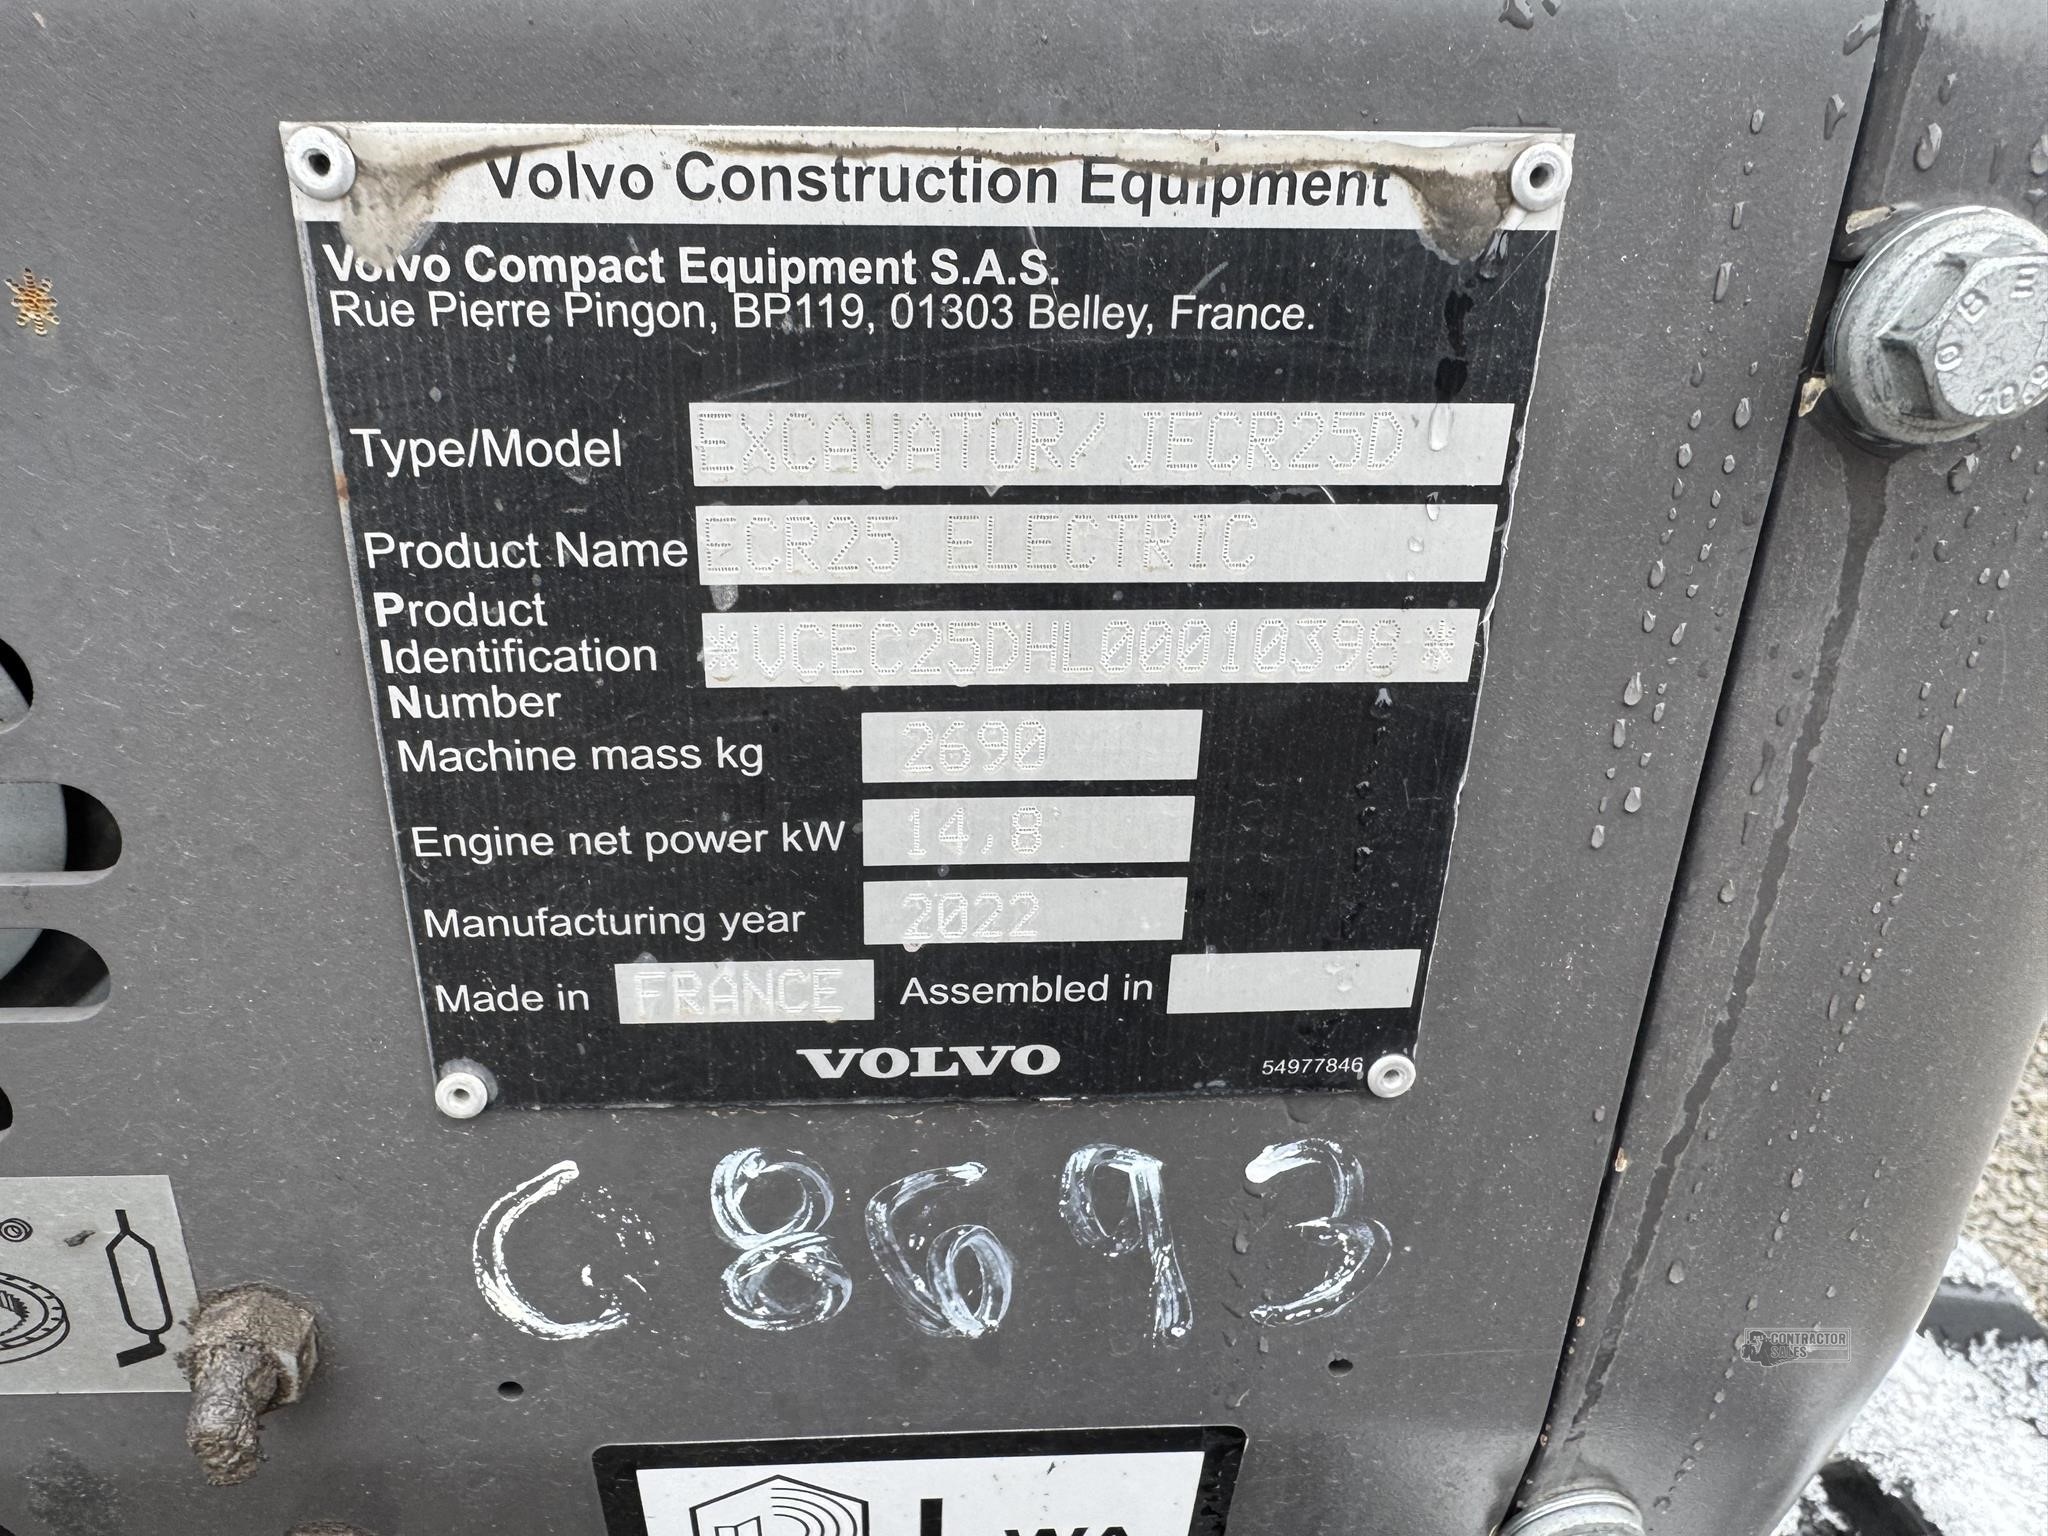 Volvo Construction Equipment
Volvo Compact Equipment S.A.S.
Rue Pierre Pingon, BP119, 01303 Belley, France.
Type/Model EXCAVATOR/ JECR25D
Product Name ECR25 ELECTRIC
Product
Identification *VCEC25DHL00010398*
Number
Machine mass kg 2690
Engine net power kW 14,8
Manufacturing year 2022
Made in FRANCE Assembled in
VOLVO 54977846
C8693
CONTRACTOR
SALES